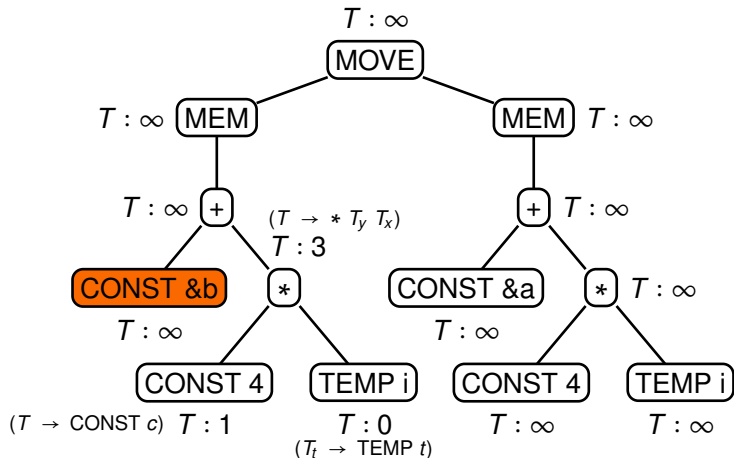 T : ∞
MOVE
T : ∞ MEM MEM T : ∞
T : ∞ + + T : ∞
(T → * T_y T_x)
T : 3
CONST &b * CONST &a * T : ∞
T : ∞ T : ∞
CONST 4 TEMP i CONST 4 TEMP i
(T → CONST c) T : 1 T : 0 T : ∞ T : ∞
(T_t → TEMP t)